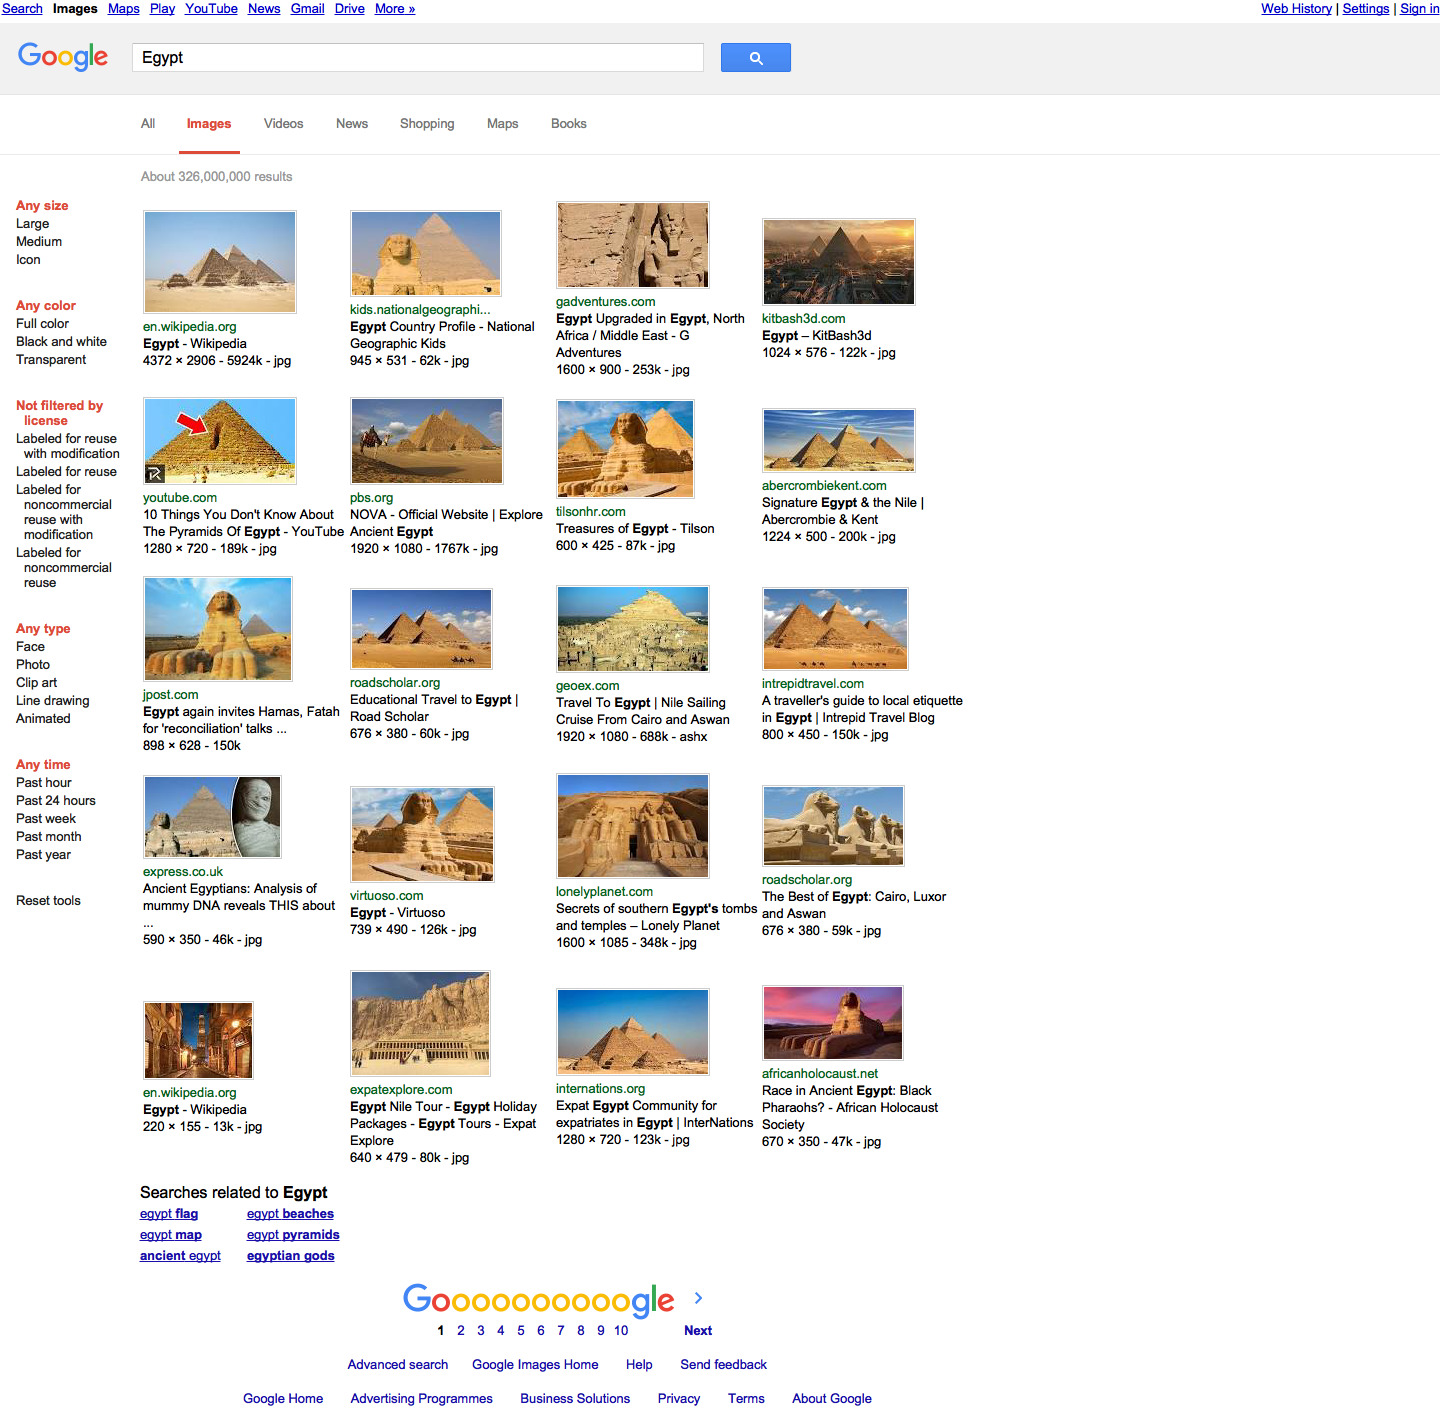 Search Images Maps Play YouTube News Gmail Drive More »
Web History | Settings | Sign in
Google
Egypt
All Images Videos News Shopping Maps Books
About 326,000,000 results
Any size
Large
Medium
Icon
Any color
Full color
Black and white
Transparent
Not filtered by
license
Labeled for reuse
with modification
Labeled for reuse
Labeled for
noncommercial
reuse with
modification
Labeled for
noncommercial
reuse
Any type
Face
Photo
Clip art
Line drawing
Animated
Any time
Past hour
Past 24 hours
Past week
Past month
Past year
Reset tools
en.wikipedia.org
Egypt - Wikipedia
4372 × 2906 - 5924k - jpg
kids.nationalgeographi...
Egypt Country Profile - National
Geographic Kids
945 × 531 - 62k - jpg
gadventures.com
Egypt Upgraded in Egypt, North
Africa / Middle East - G
Adventures
1600 × 900 - 253k - jpg
kitbash3d.com
Egypt – KitBash3d
1024 × 576 - 122k - jpg
youtube.com
10 Things You Don't Know About
The Pyramids Of Egypt - YouTube
1280 × 720 - 189k - jpg
pbs.org
NOVA - Official Website | Explore
Ancient Egypt
1920 × 1080 - 1767k - jpg
tilsonhr.com
Treasures of Egypt - Tilson
600 × 425 - 87k - jpg
abercrombiekent.com
Signature Egypt & the Nile |
Abercrombie & Kent
1224 × 500 - 200k - jpg
jpost.com
Egypt again invites Hamas, Fatah
for 'reconciliation' talks ...
898 × 628 - 150k
roadscholar.org
Educational Travel to Egypt |
Road Scholar
676 × 380 - 60k - jpg
geoex.com
Travel To Egypt | Nile Sailing
Cruise From Cairo and Aswan
1920 × 1080 - 688k - ashx
intrepidtravel.com
A traveller's guide to local etiquette
in Egypt | Intrepid Travel Blog
800 × 450 - 150k - jpg
express.co.uk
Ancient Egyptians: Analysis of
mummy DNA reveals THIS about
...
590 × 350 - 46k - jpg
virtuoso.com
Egypt - Virtuoso
739 × 490 - 126k - jpg
lonelyplanet.com
Secrets of southern Egypt's tombs
and temples – Lonely Planet
1600 × 1085 - 348k - jpg
roadscholar.org
The Best of Egypt: Cairo, Luxor
and Aswan
676 × 380 - 59k - jpg
en.wikipedia.org
Egypt - Wikipedia
220 × 155 - 13k - jpg
expatexplore.com
Egypt Nile Tour - Egypt Holiday
Packages - Egypt Tours - Expat
Explore
640 × 479 - 80k - jpg
internations.org
Expat Egypt Community for
expatriates in Egypt | InterNations
1280 × 720 - 123k - jpg
africanholocaust.net
Race in Ancient Egypt: Black
Pharaohs? - African Holocaust
Society
670 × 350 - 47k - jpg
Searches related to Egypt
egypt flag egypt beaches
egypt map egypt pyramids
ancient egypt egyptian gods
Goooooooooogle
1 2 3 4 5 6 7 8 9 10 Next
Advanced search Google Images Home Help Send feedback
Google Home Advertising Programmes Business Solutions Privacy Terms About Google